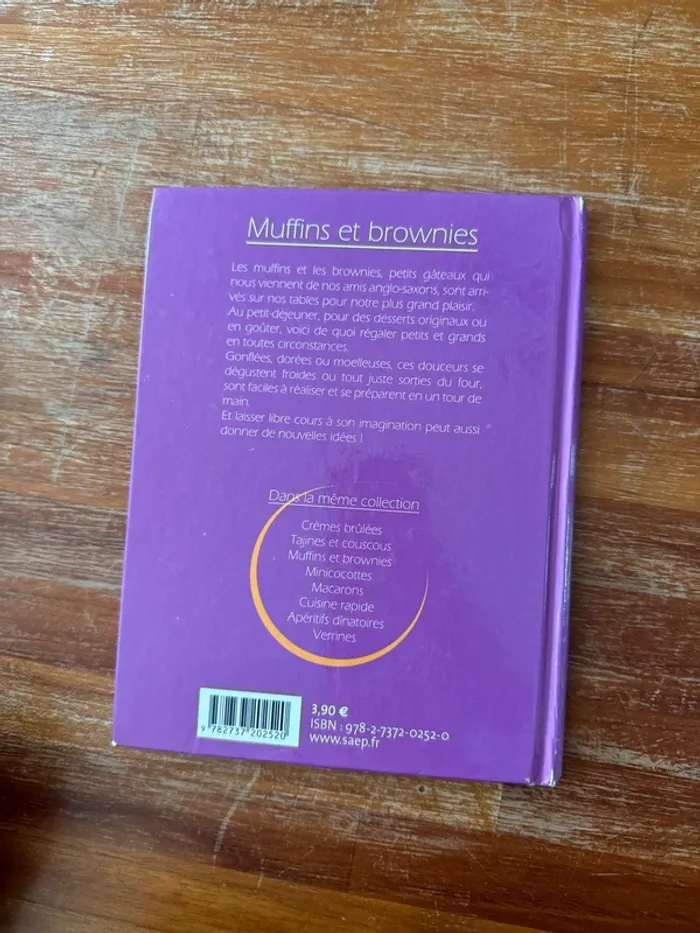 Muffins et brownies
Les muffins et les brownies, petits gâteaux qui
nous viennent de nos amis anglo-saxons, sont arri-
vés sur nos tables pour notre plus grand plaisir.
Au petit-déjeuner, pour des desserts originaux ou
en goûter, voici de quoi régaler petits et grands
en toutes circonstances.
Gonflées, dorées ou moelleuses, ces douceurs se
dégustent froides ou tout juste sorties du four,
sont faciles à réaliser et se préparent en un tour de
main.
Et laisser libre cours à son imagination peut aussi
donner de nouvelles idées !
Dans la même collection
Crèmes brûlées
Tajines et couscous
Muffins et brownies
Minicocottes
Macarons
Cuisine rapide
Apéritifs dînatoires
Verrines
3,90 €
ISBN : 978-2-7372-0252-0
www.saep.fr
9 782737 202520